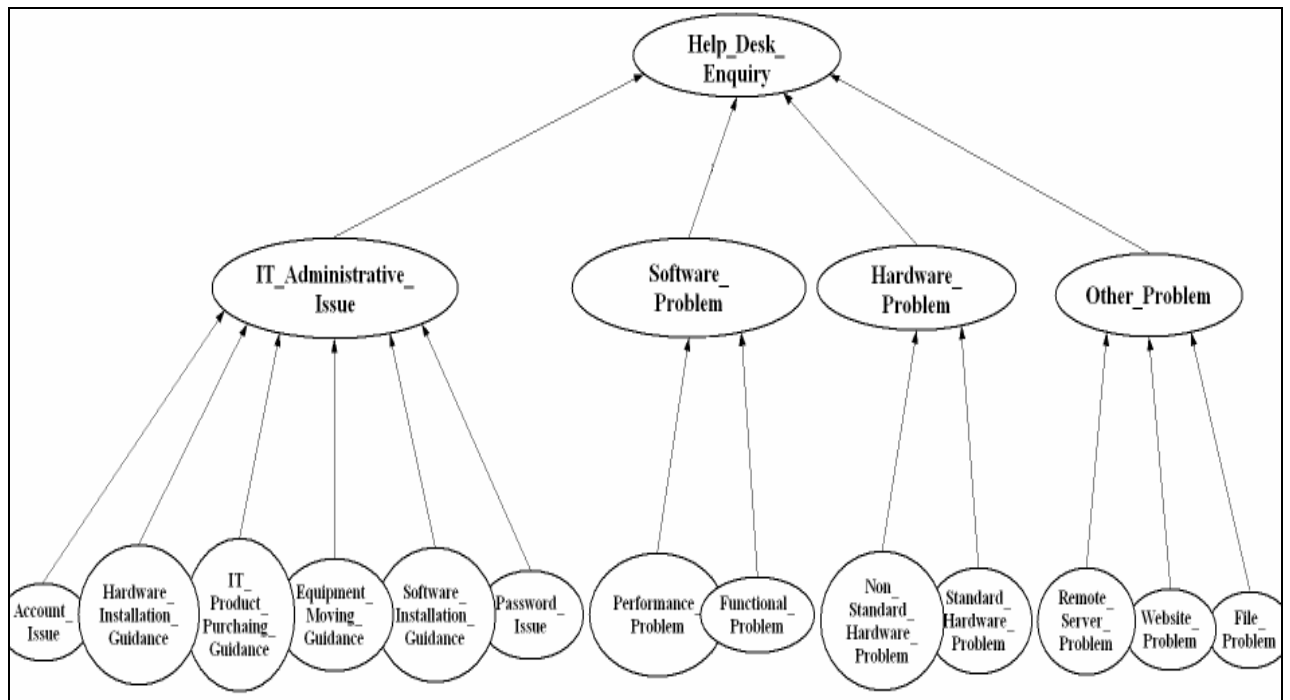 Help_Desk_
Enquiry
IT_Administrative_
Issue
Software_
Problem
Hardware_
Problem
Other_Problem
Account_
Issue
Hardware_
Installation_
Guidance
IT_
Product_
Purchaing_
Guidance
Equipment_
Moving_
Guidance
Software_
Installation_
Guidance
Password_
Issue
Performance_
Problem
Functional_
Problem
Non_
Standard_
Hardware_
Problem
Standard_
Hardware_
Problem
Remote_
Server_
Problem
Website_
Problem
File_
Problem